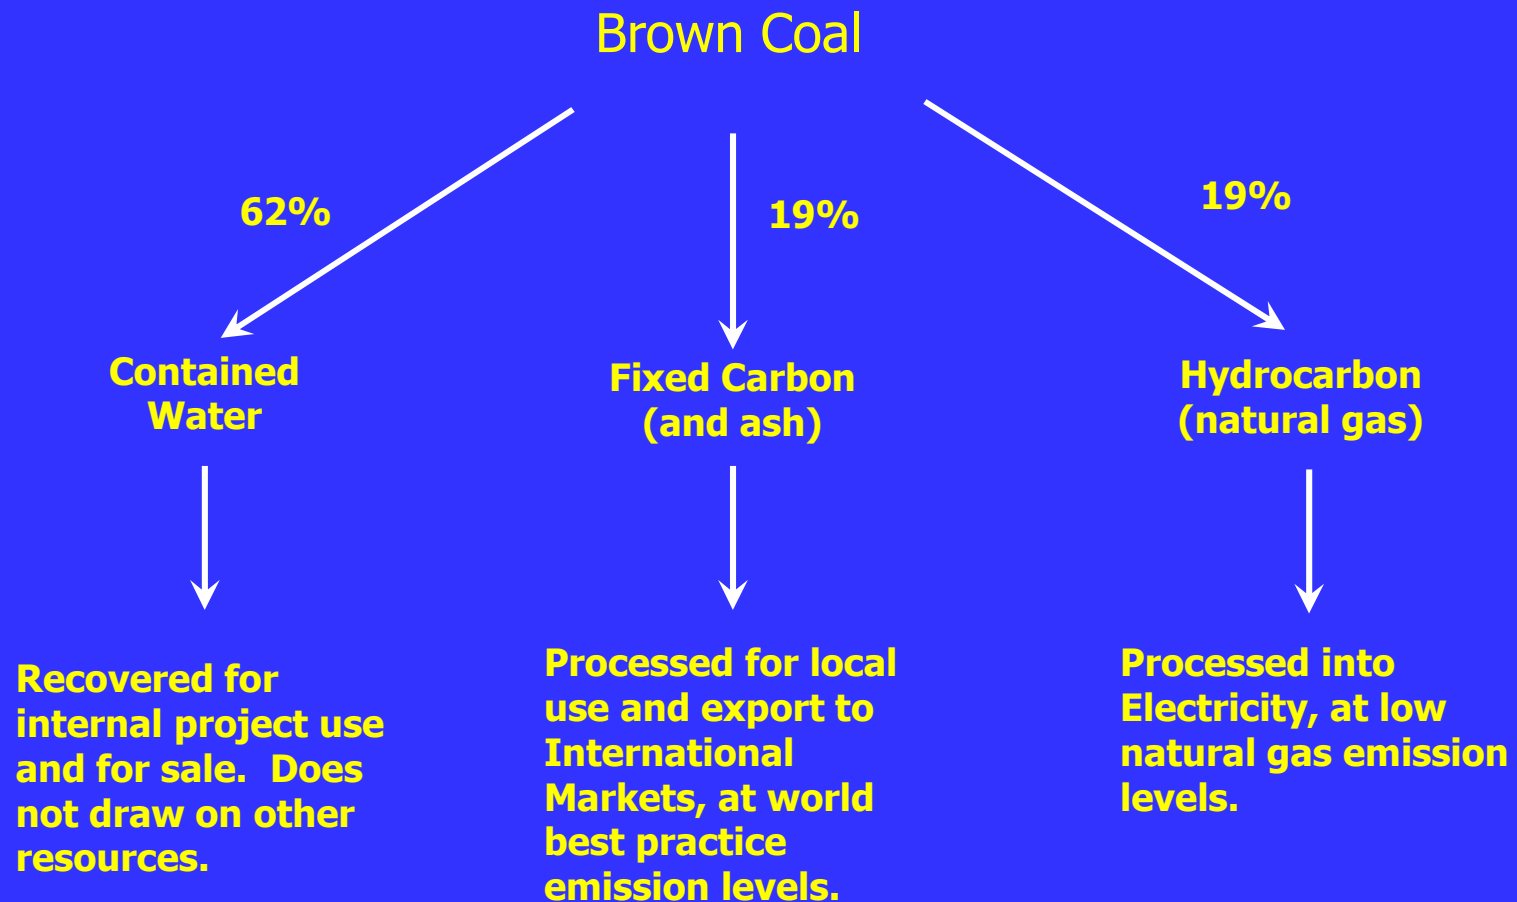 Brown Coal
62%
19%
19%
Contained
Water
Fixed Carbon
(and ash)
Hydrocarbon
(natural gas)
Recovered for
internal project use
and for sale.  Does
not draw on other
resources.
Processed for local
use and export to
International
Markets, at world
best practice
emission levels.
Processed into
Electricity, at low
natural gas emission
levels.